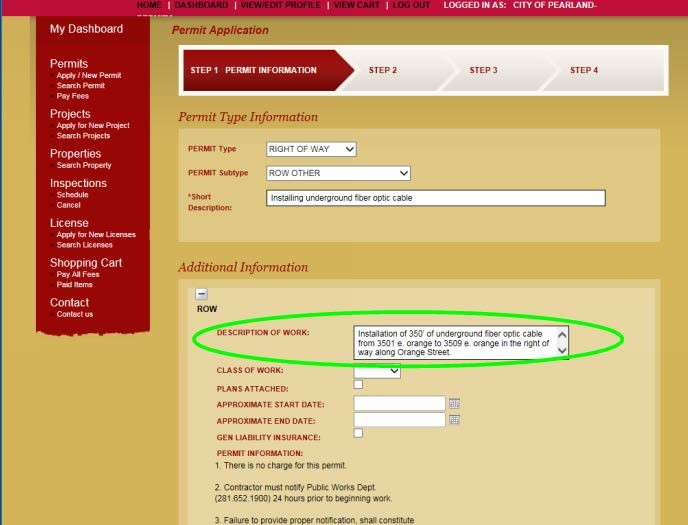 HOME | DASHBOARD | VIEW/EDIT PROFILE | VIEW CART | LOG OUT LOGGED IN AS: CITY OF PEARLAND-
My Dashboard
Permits
Apply / New Permit
Search Permit
Pay Fees
Projects
Apply for New Project
Search Projects
Properties
Search Property
Inspections
Schedule
Cancel
License
Apply for New Licenses
Search Licenses
Shopping Cart
Pay All Fees
Paid Items
Contact
Contact us
Permit Application
STEP 1 PERMIT INFORMATION STEP 2 STEP 3 STEP 4
Permit Type Information
PERMIT Type RIGHT OF WAY
PERMIT Subtype ROW OTHER
*Short Description: Installing underground fiber optic cable
Additional Information
ROW
DESCRIPTION OF WORK: Installation of 350' of underground fiber optic cable
from 3501 e. orange to 3509 e. orange in the right of
way along Orange Street.
CLASS OF WORK:
PLANS ATTACHED:
APPROXIMATE START DATE:
APPROXIMATE END DATE:
GEN LIABILITY INSURANCE:
PERMIT INFORMATION:
1. There is no charge for this permit.
2. Contractor must notify Public Works Dept.
(281.652.1900) 24 hours prior to beginning work.
3. Failure to provide proper notification, shall constitute